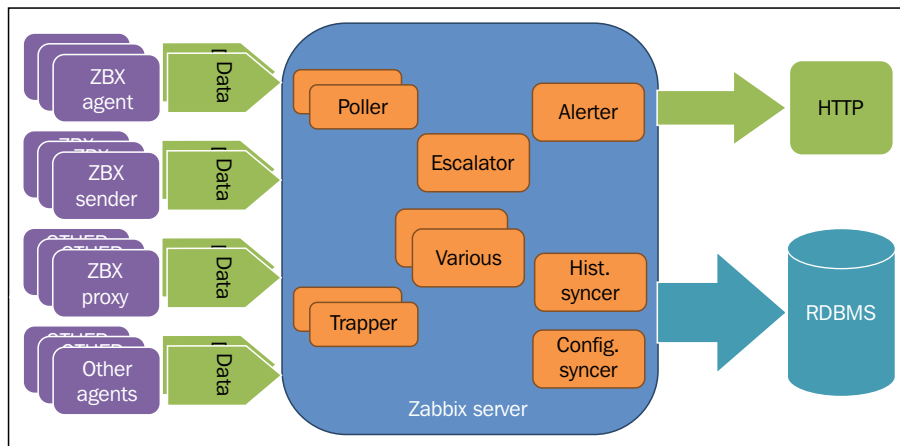 ZBX
agent
Data
ZBX
sender
Data
OTHER
ZBX
proxy
Data
Other
agents
Data
Poller
Alerter
Escalator
Various
Hist.
syncer
Trapper
Config.
syncer
Zabbix server
HTTP
RDBMS